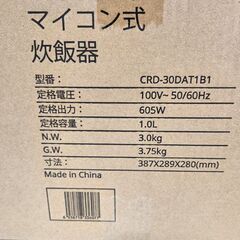 マイコン式
炊飯器
型番： CRD-30DAT1B1
定格電圧： 100V~ 50/60Hz
定格出力： 605W
定格容量： 1.0L
N.W. 3.0kg
G.W. 3.75kg
寸法： 387X289X280(mm)
Made in China